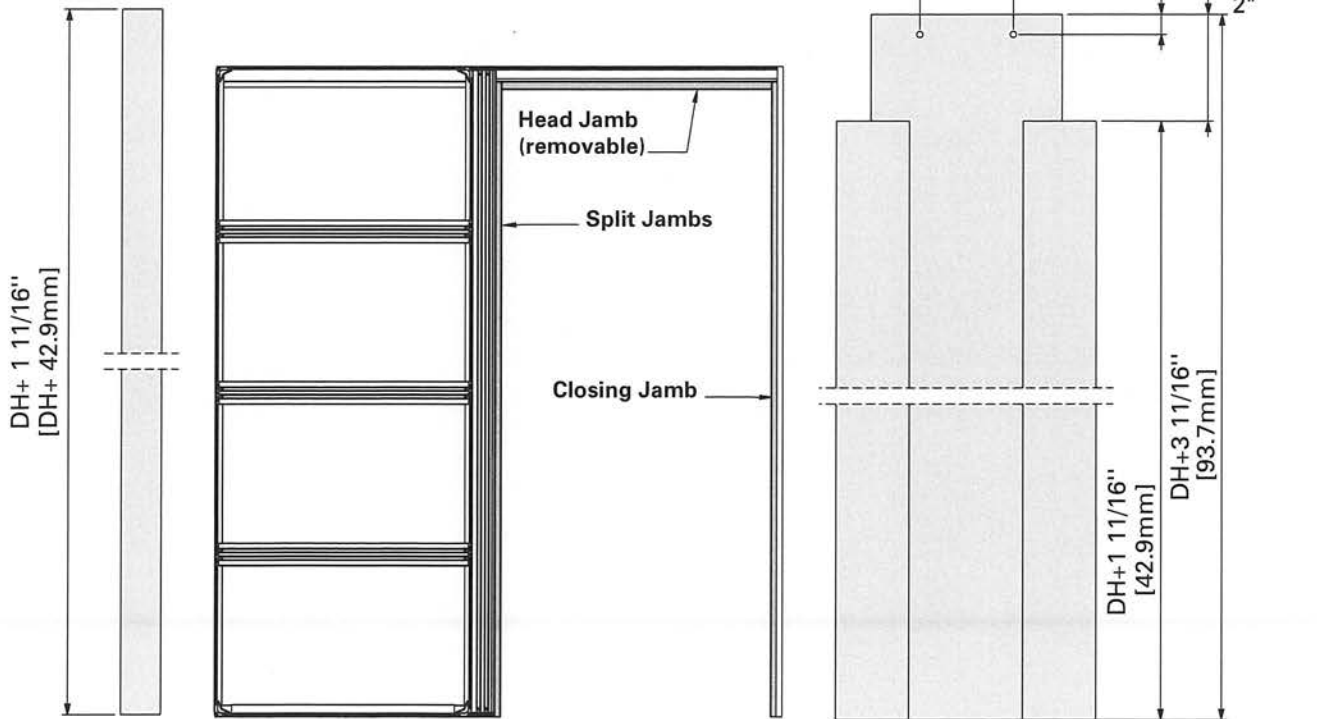 2"
Head Jamb
(removable)
Split Jambs
Closing Jamb
DH+ 1 11/16"
[DH+ 42.9mm]
DH+1 11/16"
[42.9mm]
DH+3 11/16"
[93.7mm]